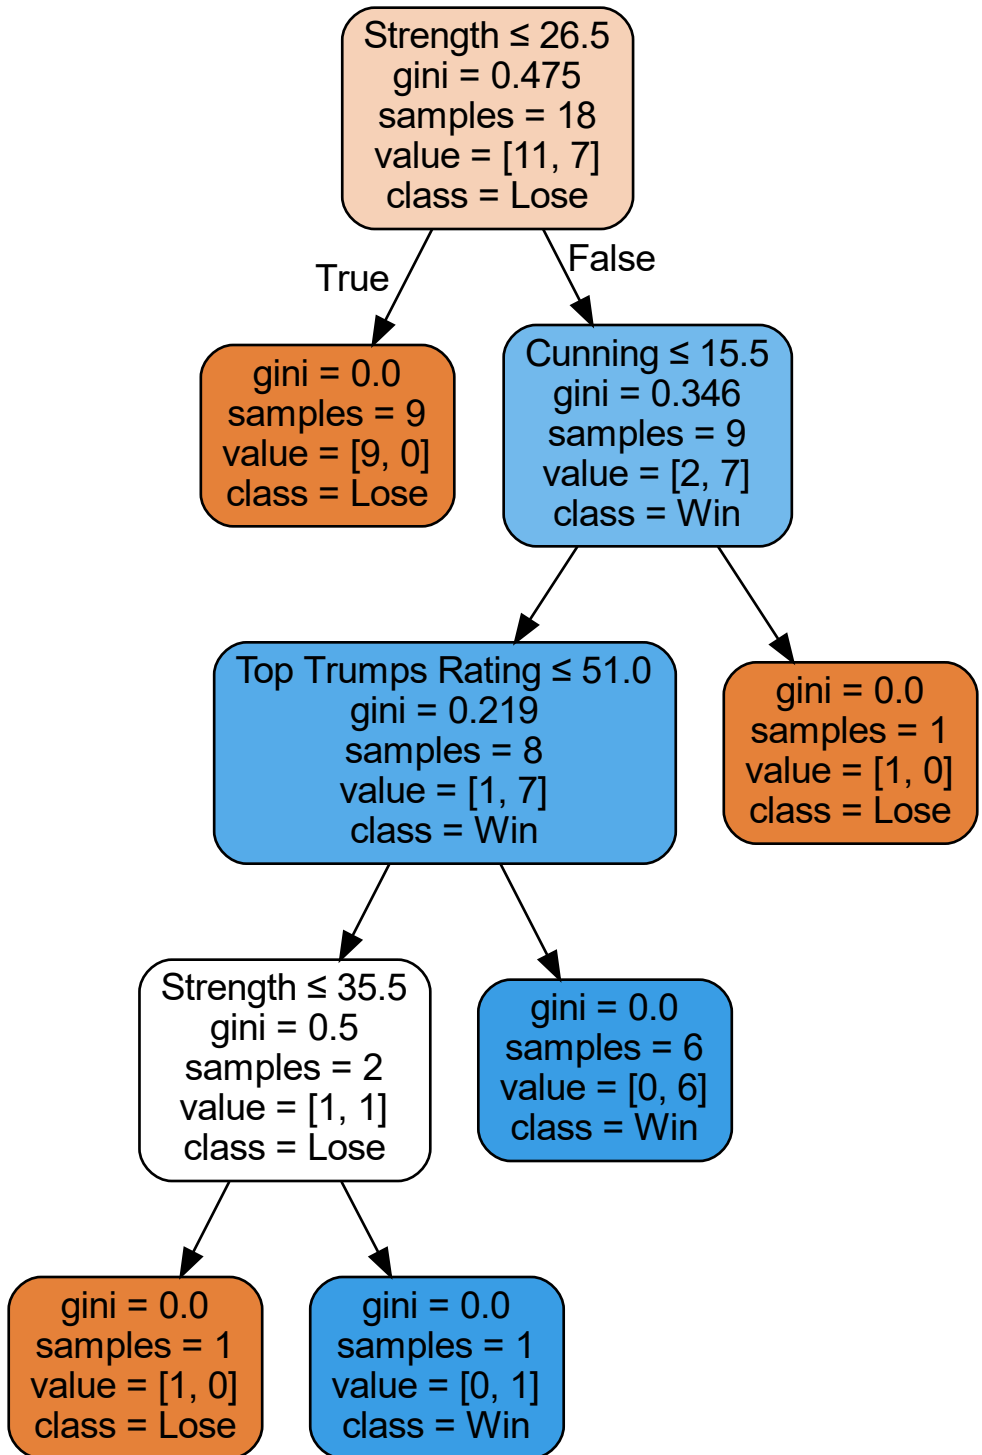 Strength ≤ 26.5
gini = 0.475
samples = 18
value = [11, 7]
class = Lose
True
False
gini = 0.0
samples = 9
value = [9, 0]
class = Lose
Cunning ≤ 15.5
gini = 0.346
samples = 9
value = [2, 7]
class = Win
Top Trumps Rating ≤ 51.0
gini = 0.219
samples = 8
value = [1, 7]
class = Win
gini = 0.0
samples = 1
value = [1, 0]
class = Lose
Strength ≤ 35.5
gini = 0.5
samples = 2
value = [1, 1]
class = Lose
gini = 0.0
samples = 6
value = [0, 6]
class = Win
gini = 0.0
samples = 1
value = [1, 0]
class = Lose
gini = 0.0
samples = 1
value = [0, 1]
class = Win